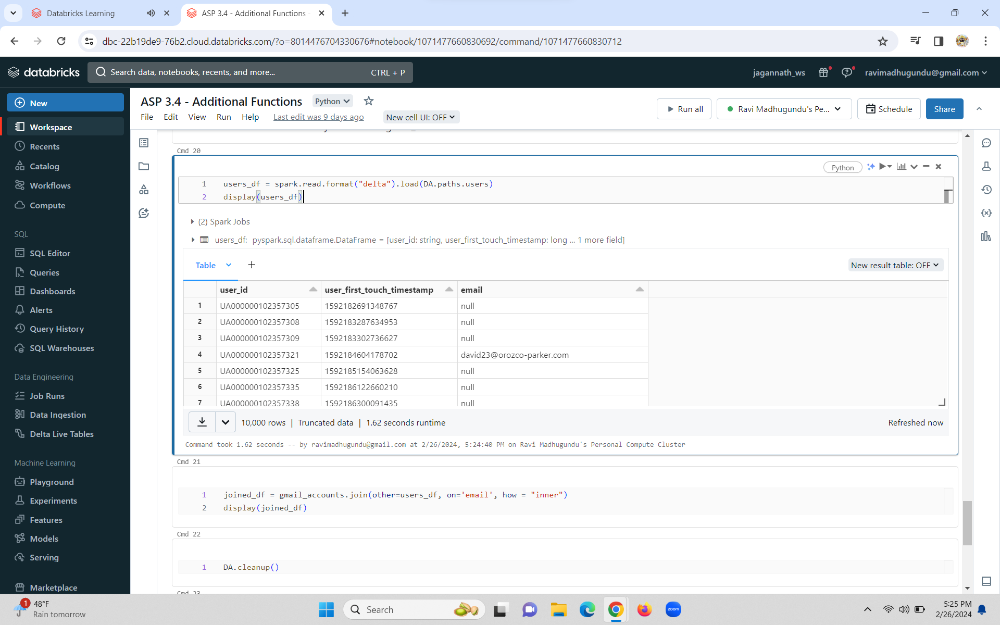 Databricks Learning
ASP 3.4 - Additional Functions
dbc-22b19de9-76b2.cloud.databricks.com/?o=8014476704330676#notebook/1071477660830692/command/1071477660830712
databricks
Search data, notebooks, recents, and more...
CTRL + P
jagannath_ws
ravimadhugundu@gmail.com
New
Workspace
Recents
Catalog
Workflows
Compute
SQL
SQL Editor
Queries
Dashboards
Alerts
Query History
SQL Warehouses
Data Engineering
Job Runs
Data Ingestion
Delta Live Tables
Machine Learning
Playground
Experiments
Features
Models
Serving
Marketplace
ASP 3.4 - Additional Functions
Python
File Edit View Run Help Last edit was 9 days ago
New cell UI: OFF
Run all
Ravi Madhugundu's Pe...
Schedule
Share
Cmd 20
Python
1 users_df = spark.read.format("delta").load(DA.paths.users)
2 display(users_df)
(2) Spark Jobs
users_df: pyspark.sql.dataframe.DataFrame = [user_id: string, user_first_touch_timestamp: long ... 1 more field]
Table
New result table: OFF
user_id user_first_touch_timestamp email
1 UA000000102357305 1592182691348767 null
2 UA000000102357308 1592183287634953 null
3 UA000000102357309 1592183302736627 null
4 UA000000102357321 1592184604178702 david23@orozco-parker.com
5 UA000000102357325 1592185154063628 null
6 UA000000102357335 1592186122660210 null
7 UA000000102357338 1592186300091435 null
10,000 rows | Truncated data | 1.62 seconds runtime
Refreshed now
Command took 1.62 seconds -- by ravimadhugundu@gmail.com at 2/26/2024, 5:24:40 PM on Ravi Madhugundu's Personal Compute Cluster
Cmd 21
1 joined_df = gmail_accounts.join(other=users_df, on='email', how = "inner")
2 display(joined_df)
Cmd 22
1 DA.cleanup()
Cmd 23
1
48°F
Rain tomorrow
Search
zoom
5:25 PM
2/26/2024